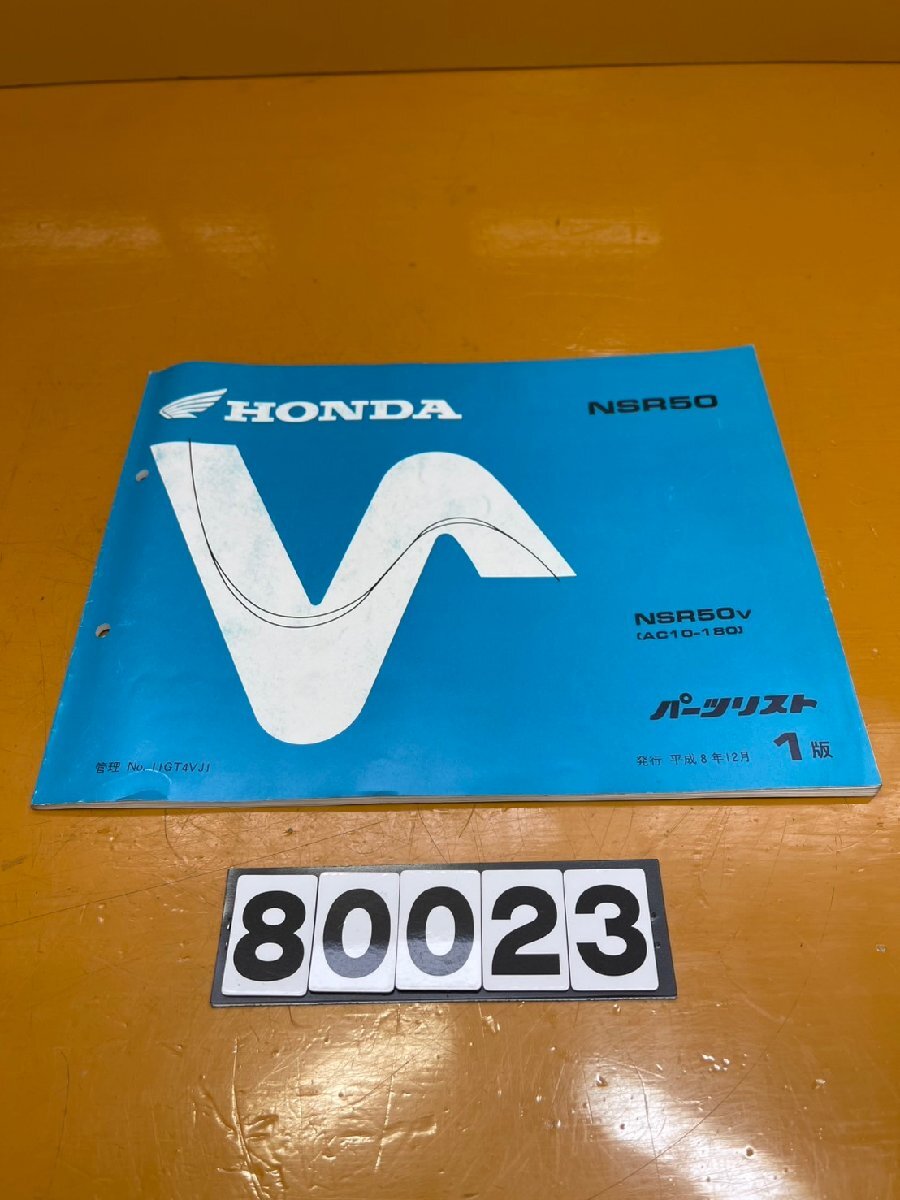 HONDA
NSR50
NSR50V
(AC10-180)
パーツリスト
管理 No. 11GT4VJ1
発行 平成8年12月 1版
80023